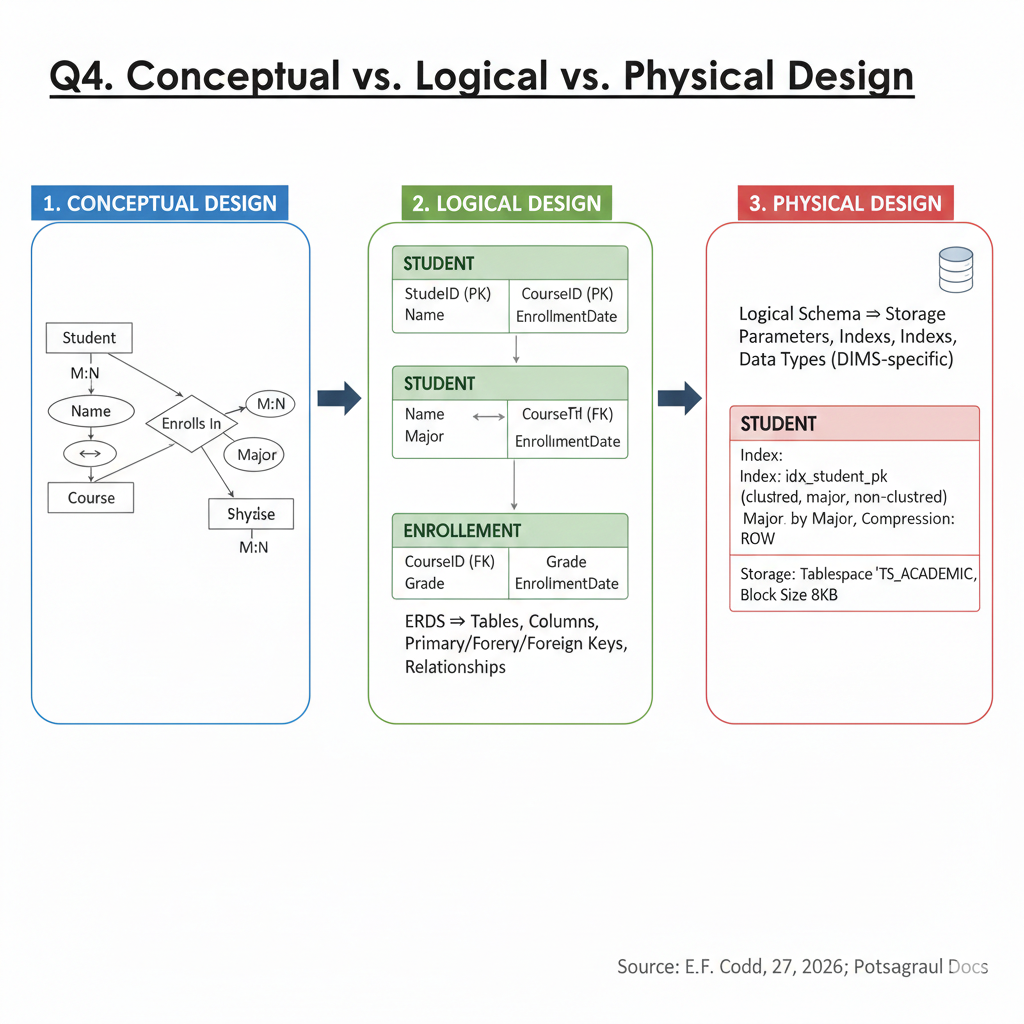 Q4. Conceptual vs. Logical vs. Physical Design
1. CONCEPTUAL DESIGN
Student
M:N
Name
Enrolls In
M:N
Major
Course
Shyzise
M:N
2. LOGICAL DESIGN
STUDENT
StudeID (PK)
CourseID (PK)
Name
EnrollmentDate
STUDENT
Name
(FK)
Major
EnrollmentDate
ENROLLEMENT
CourseID (FK)
Grade
Grade
EnrollmentDate
ERDS ⇒ Tables, Columns,
Primary/Forery/Foreign Keys,
Relationships
3. PHYSICAL DESIGN
Logical Schema ⇒ Storage
Parameters, Indexs, Indexs,
Data Types (DIMS-specific)
STUDENT
Index:
Index: idx_student_pk
(clustred, major, non-clustred)
Major. by Major, Compression:
ROW
Storage: Tablespace 'TS_ACADEMIC,
Block Size 8KB
Source: E.F. Codd, 27, 2026; Potsagraul Docs